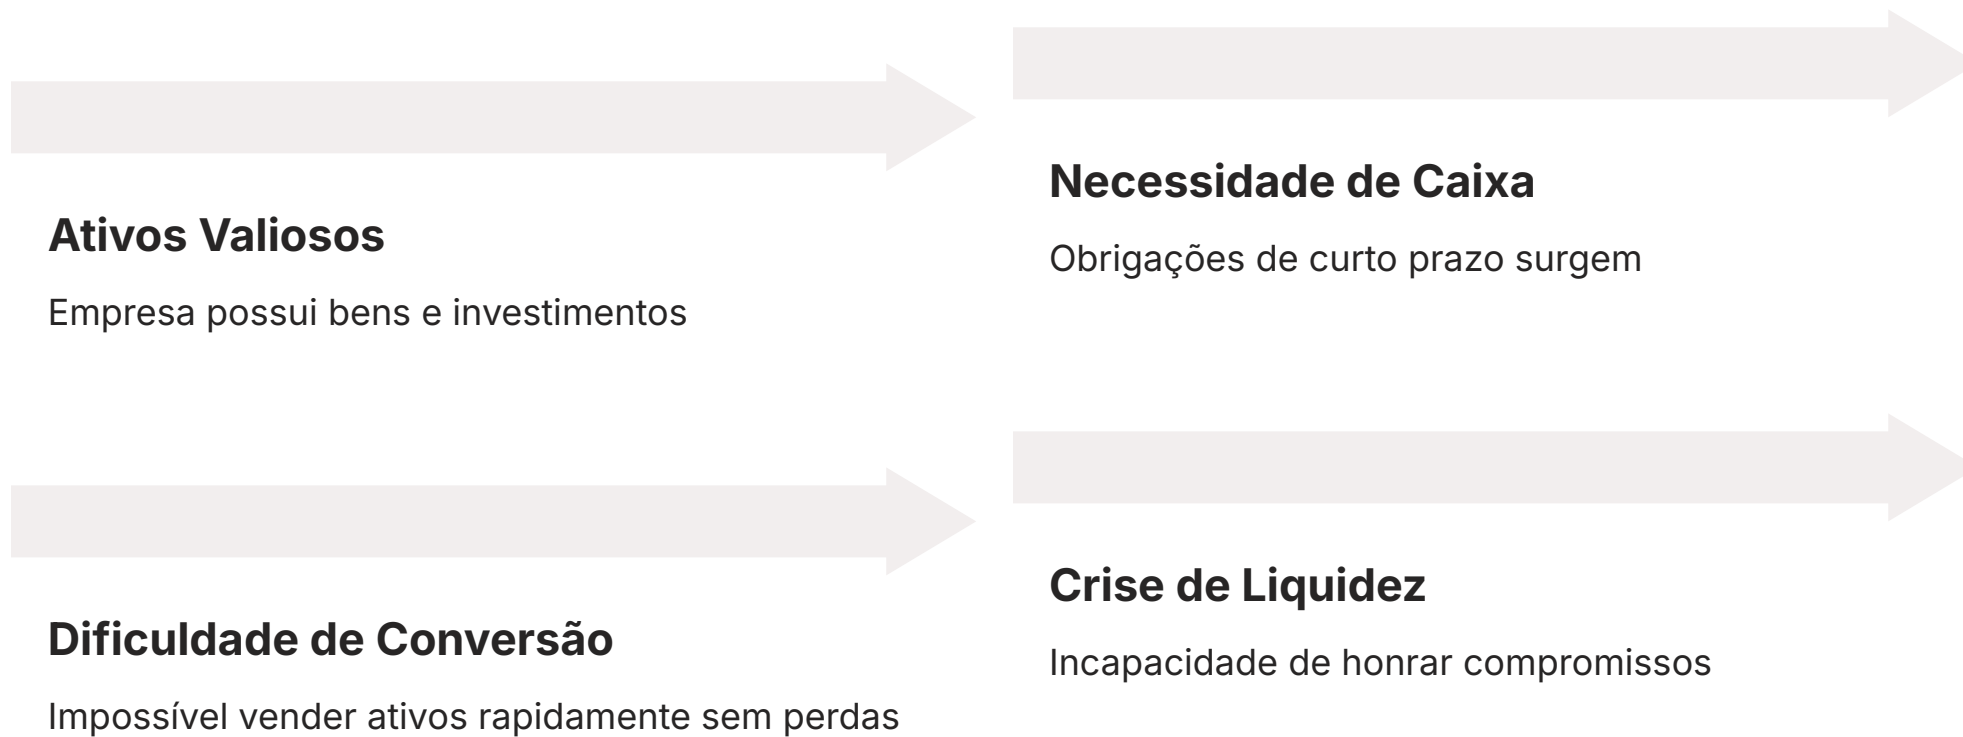 Ativos Valiosos
Empresa possui bens e investimentos
Necessidade de Caixa
Obrigações de curto prazo surgem
Dificuldade de Conversão
Impossível vender ativos rapidamente sem perdas
Crise de Liquidez
Incapacidade de honrar compromissos